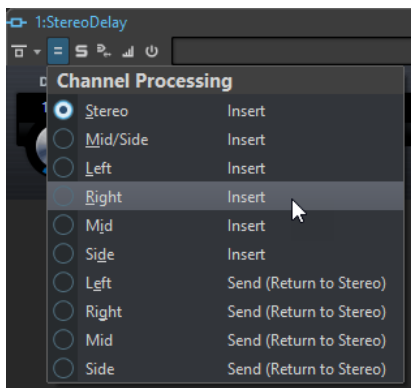 1:StereoDelay
Channel Processing
Stereo Insert
Mid/Side Insert
Left Insert
Right Insert
Mid Insert
Side Insert
Left Send (Return to Stereo)
Right Send (Return to Stereo)
Mid Send (Return to Stereo)
Side Send (Return to Stereo)